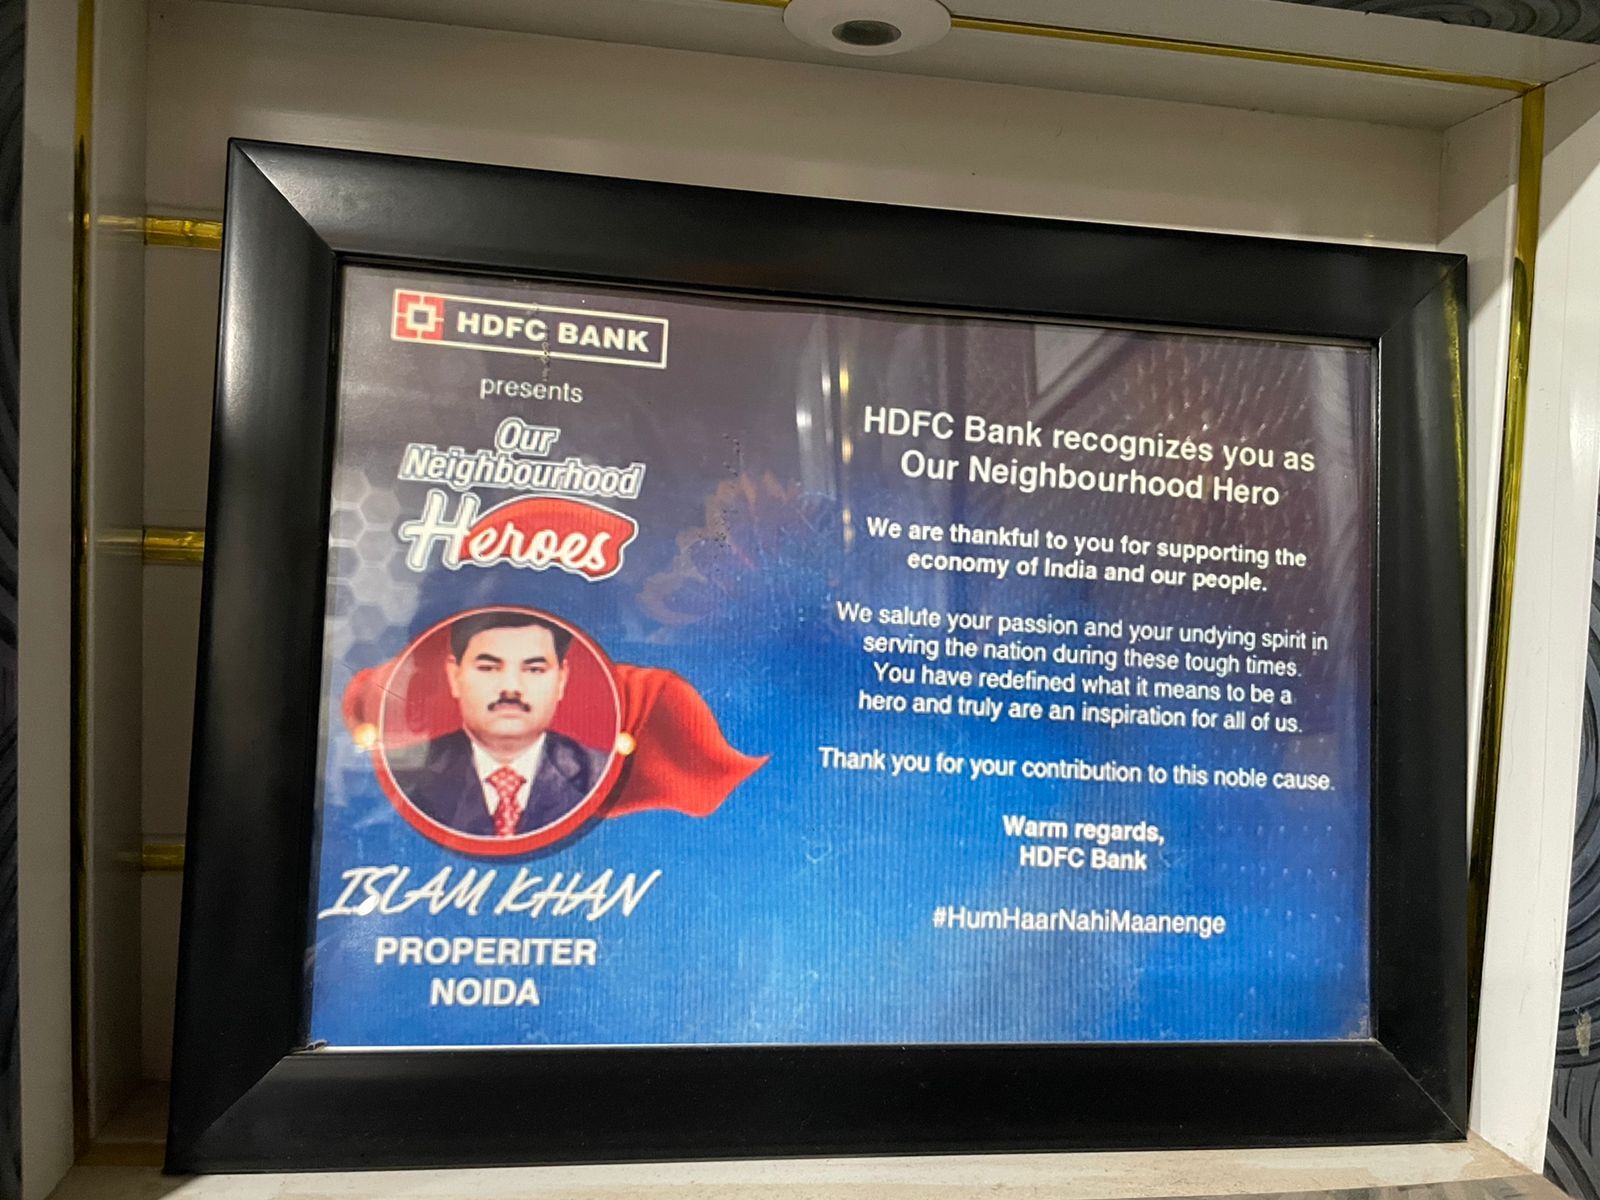 HDFC BANK
presents
Our
Neighbourhood
Heroes
ISLAM KHAN
PROPERITER
NOIDA
HDFC Bank recognizes you as
Our Neighbourhood Hero
We are thankful to you for supporting the
economy of India and our people.
We salute your passion and your undying spirit in
serving the nation during these tough times.
You have redefined what it means to be a
hero and truly are an inspiration for all of us.
Thank you for your contribution to this noble cause.
Warm regards,
HDFC Bank
#HumHaarNahiMaanenge